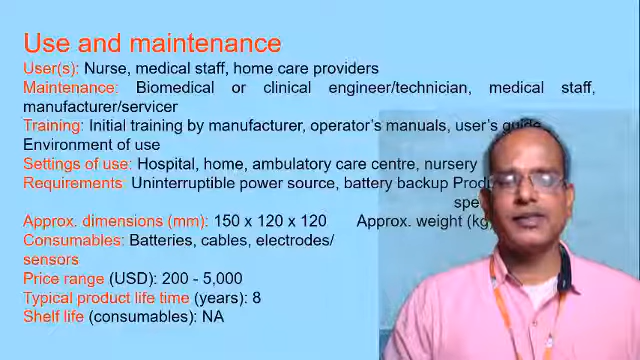 Use and maintenance
User(s): Nurse, medical staff, home care providers
Maintenance: Biomedical or clinical engineer/technician, medical staff,
manufacturer/servicer
Training: Initial training by manufacturer, operator's manuals, user's guide
Environment of use
Settings of use: Hospital, home, ambulatory care centre, nursery
Requirements: Uninterruptible power source, battery backup
Approx. dimensions (mm): 150 x 120 x 120 Approx. weight (kg)
Consumables: Batteries, cables, electrodes/
sensors
Price range (USD): 200 - 5,000
Typical product life time (years): 8
Shelf life (consumables): NA